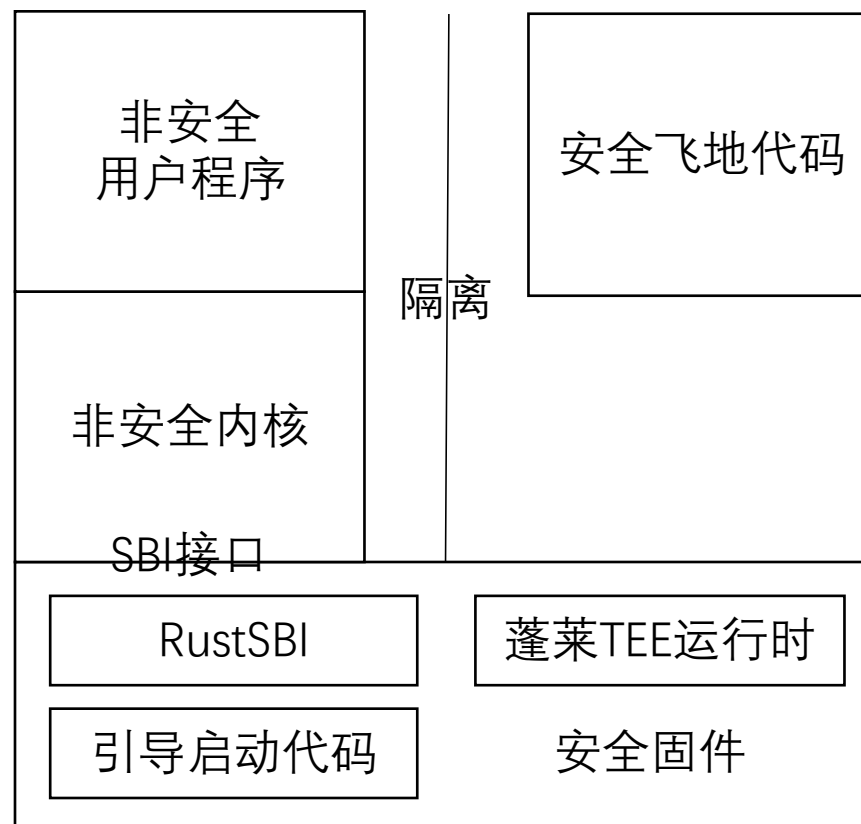 非安全
用户程序
安全飞地代码
隔离
非安全内核
SBI接口
RustSBI
蓬莱TEE运行时
引导启动代码
安全固件